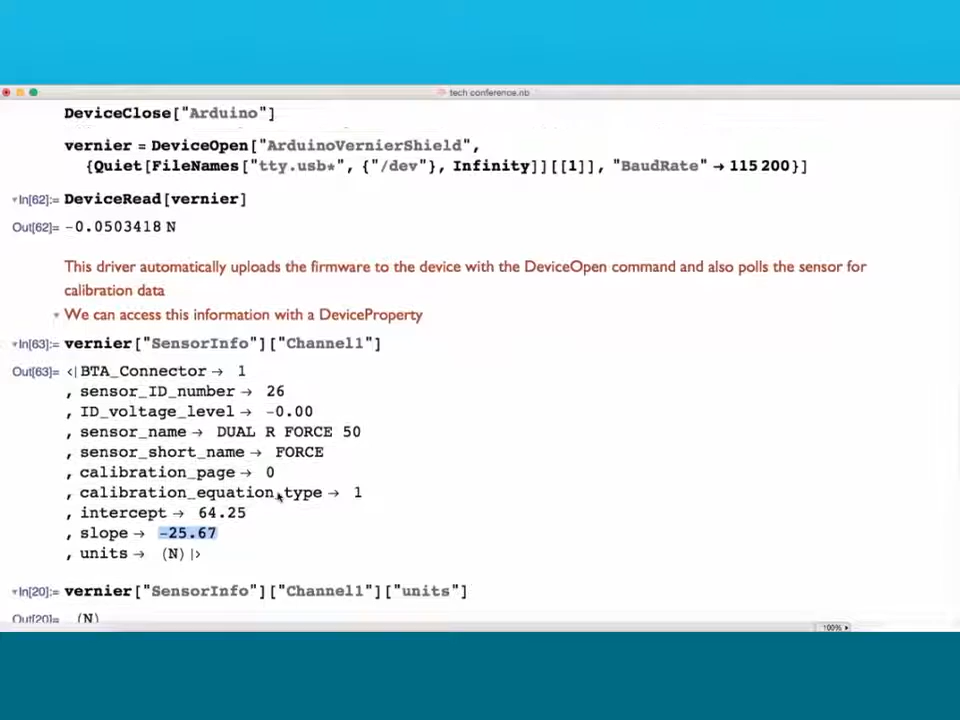 tech conference.nb
DeviceClose["Arduino"]
vernier = DeviceOpen["ArduinoVernierShield",
{Quiet[FileNames["tty.usb*", {"/dev"}, Infinity]][[1]], "BaudRate" → 115 200}]
In[62]:= DeviceRead[vernier]
Out[62]= -0.0503418 N
This driver automatically uploads the firmware to the device with the DeviceOpen command and also polls the sensor for
calibration data
We can access this information with a DeviceProperty
In[63]:= vernier["SensorInfo"]["Channel1"]
Out[63]= <|BTA_Connector → 1
, sensor_ID_number → 26
, ID_voltage_level → -0.00
, sensor_name → DUAL R FORCE 50
, sensor_short_name → FORCE
, calibration_page → 0
, calibration_equation_type → 1
, intercept → 64.25
, slope → -25.67
, units → (N)|>
In[20]:= vernier["SensorInfo"]["Channel1"]["units"]
Out[20]= (N)
100%